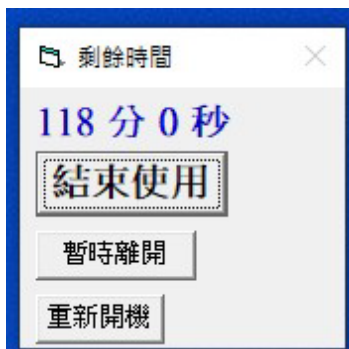 剩餘時間
118 分 0 秒
結束使用
暫時離開
重新開機